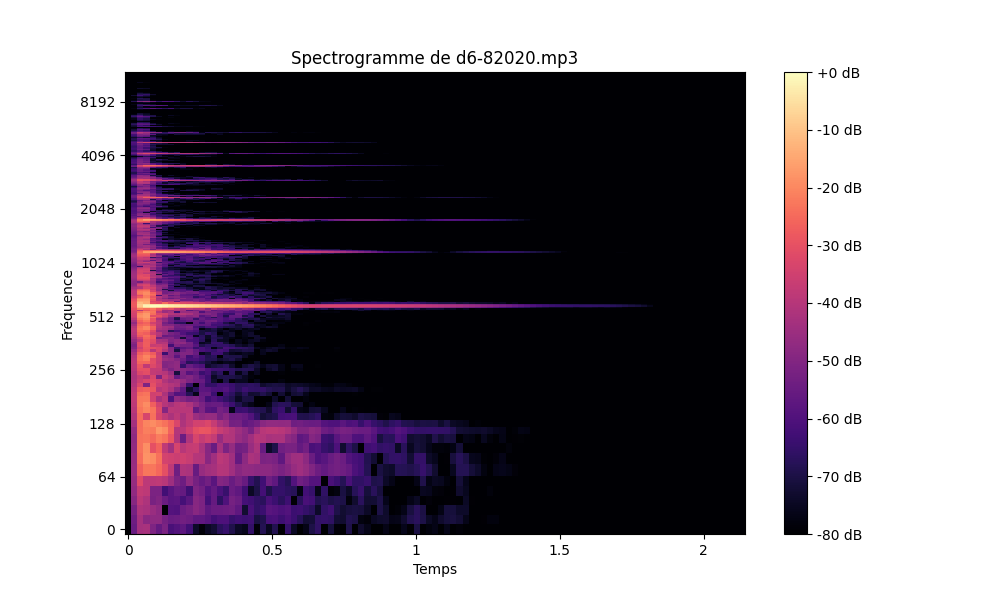 Spectrogramme de d6-82020.mp3
Fréquence
8192
4096
2048
1024
512
256
128
64
0
0
0.5
1
1.5
2
Temps
+0 dB
-10 dB
-20 dB
-30 dB
-40 dB
-50 dB
-60 dB
-70 dB
-80 dB